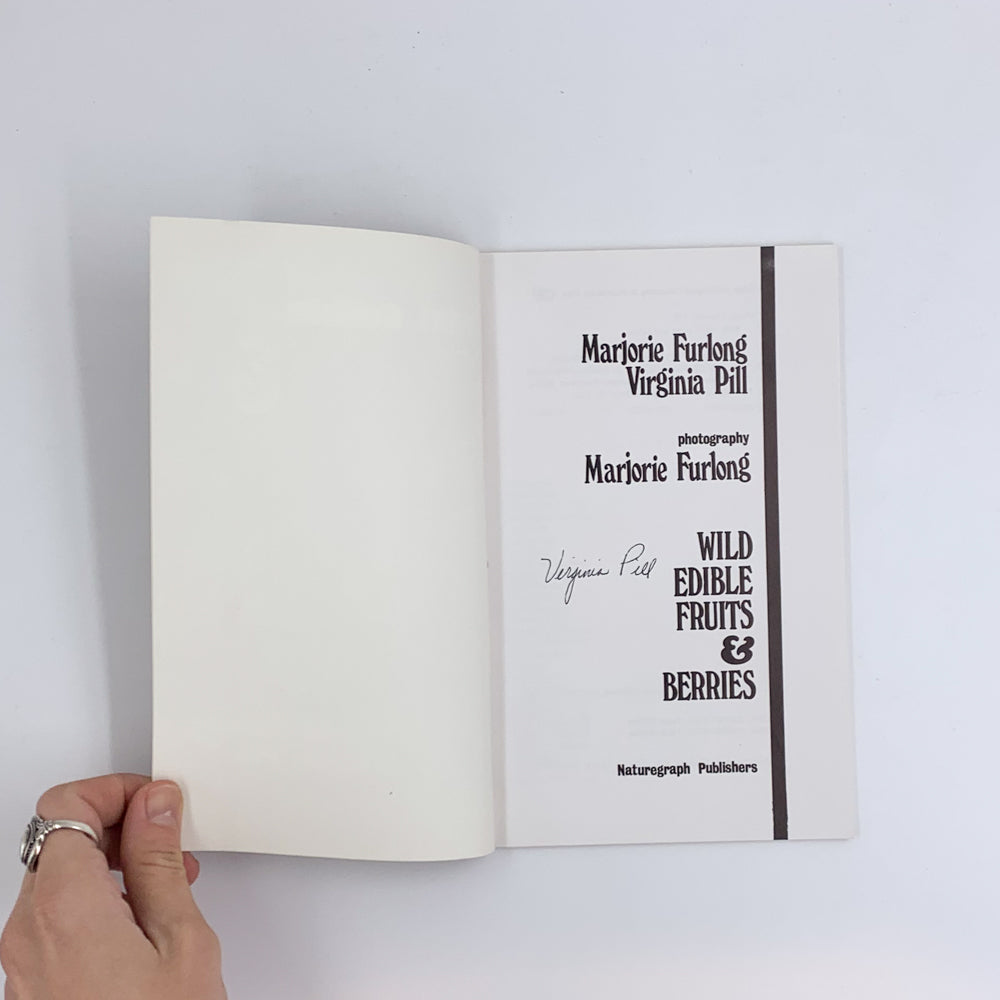 Marjorie Furlong
Virginia Pill
photography
Marjorie Furlong
Virginia Pill
WILD
EDIBLE
FRUITS
&
BERRIES
Naturegraph Publishers